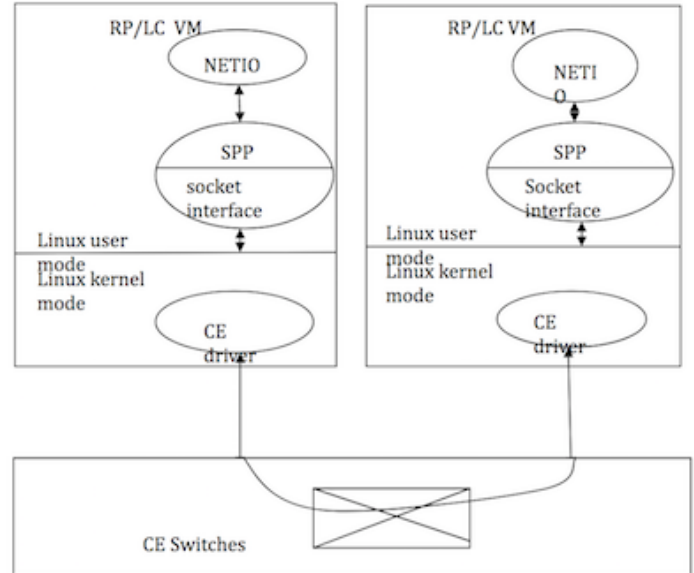 RP/LC VM
NETIO
SPP
socket
interface
Linux user
mode
Linux kernel
mode
CE
driver
RP/LC VM
NETI
O
SPP
Socket
interface
Linux user
mode
Linux kernel
mode
CE
driver
CE Switches